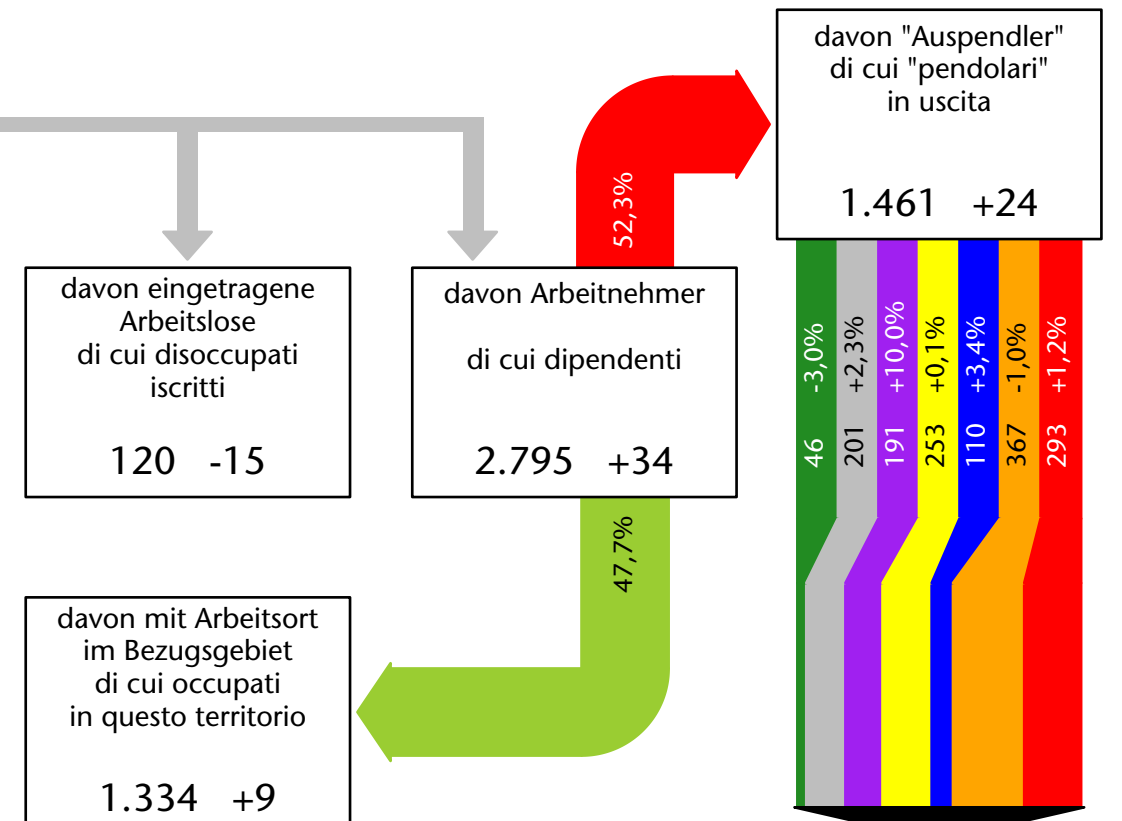 davon "Auspendler"
di cui "pendolari"
in uscita
1.461 +24
52,3%
davon eingetragene
Arbeitslose
di cui disoccupati
iscritti
120 -15
davon Arbeitnehmer
di cui dipendenti
2.795 +34
46 -3,0%
201 +2,3%
191 +10,0%
253 +0,1%
110 +3,4%
367 -1,0%
293 +1,2%
47,7%
davon mit Arbeitsort
im Bezugsgebiet
di cui occupati
in questo territorio
1.334 +9